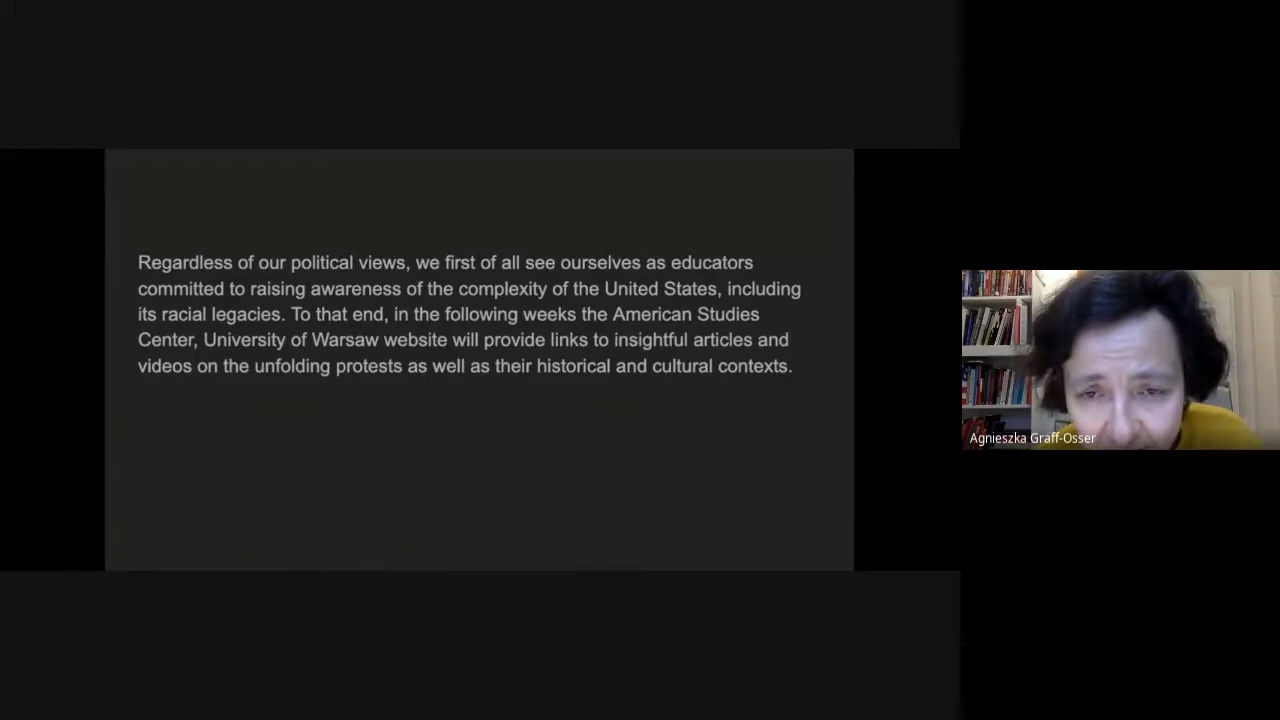 Regardless of our political views, we first of all see ourselves as educators
committed to raising awareness of the complexity of the United States, including
its racial legacies. To that end, in the following weeks the American Studies
Center, University of Warsaw website will provide links to insightful articles and
videos on the unfolding protests as well as their historical and cultural contexts.
Agnieszka Graff-Osser